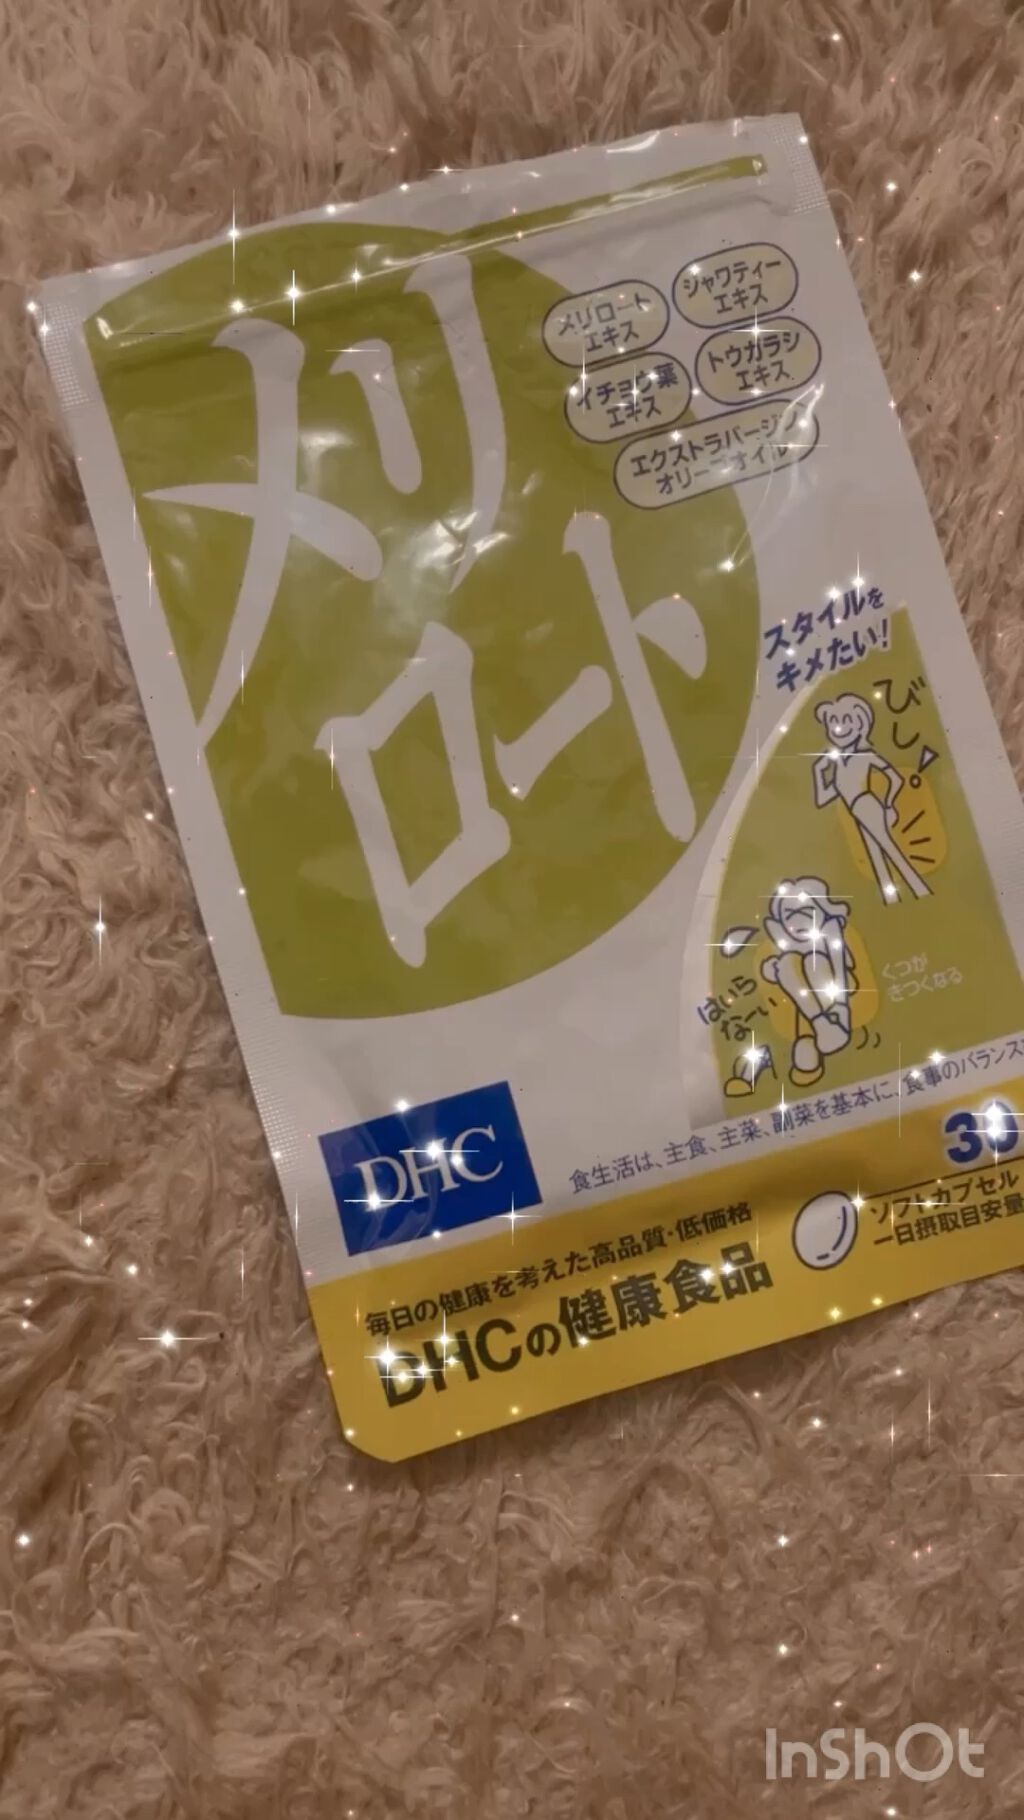 メリ
ロート
メリロート
エキス
ジャワティー
エキス
イチョウ葉
エキス
トウガラシ
エキス
エクストラバージン
オリーブオイル
スタイルを
キメたい!
びしっ!
はいら
なーい
くつが
きつくなる
食生活は、主食、主菜、副菜を基本に、食事のバランスを
DHC
毎日の健康を考えた高品質・低価格
DHCの健康食品
30
ソフトカプセル
一日摂取目安量
InShOt